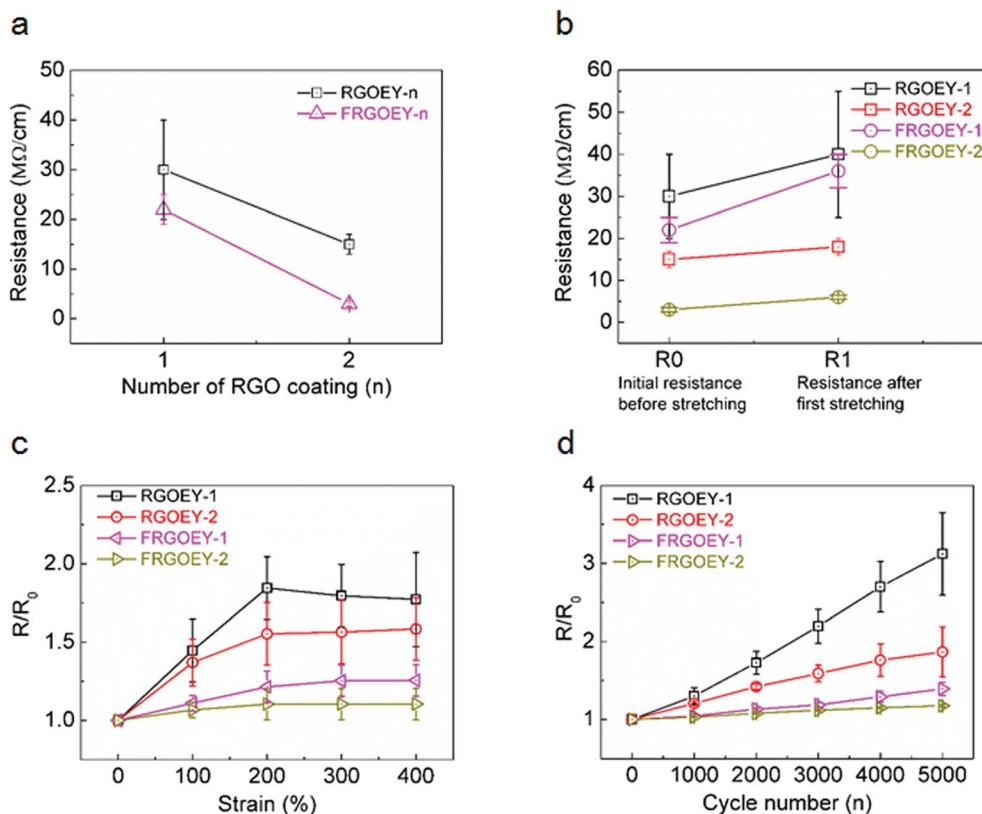 a
50
40
30
20
10
0
Resistance (MΩ/cm)
RGOEY-n
FRGOEY-n
1
2
Number of RGO coating (n)
b
60
50
40
30
20
10
0
Resistance (MΩ/cm)
RGOEY-1
RGOEY-2
FRGOEY-1
FRGOEY-2
R0
R1
Initial resistance
before stretching
Resistance after
first stretching
c
2.5
2.0
1.5
1.0
R/R₀
RGOEY-1
RGOEY-2
FRGOEY-1
FRGOEY-2
0 100 200 300 400
Strain (%)
d
4
3
2
1
R/R₀
RGOEY-1
RGOEY-2
FRGOEY-1
FRGOEY-2
0 1000 2000 3000 4000 5000
Cycle number (n)